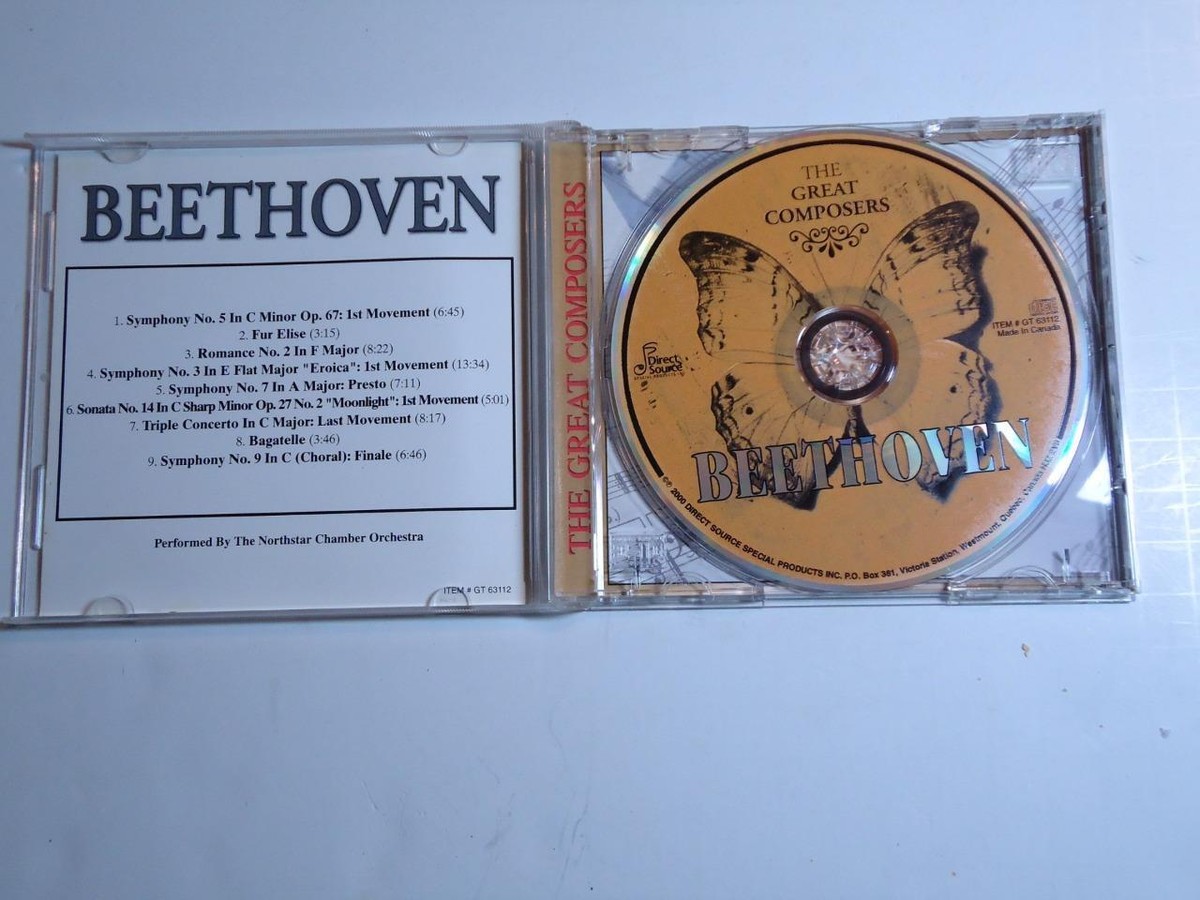 BEETHOVEN
1. Symphony No. 5 In C Minor Op. 67: 1st Movement (6:45)
2. Fur Elise (3:15)
3. Romance No. 2 In F Major (8:22)
4. Symphony No. 3 In E Flat Major "Eroica": 1st Movement (13:34)
5. Symphony No. 7 In A Major: Presto (7:11)
6. Sonata No. 14 In C Sharp Minor Op. 27 No. 2 "Moonlight": 1st Movement (5:01)
7. Triple Concerto In C Major: Last Movement (8:17)
8. Bagatelle (3:46)
9. Symphony No. 9 In C (Choral): Finale (6:46)
Performed By The Northstar Chamber Orchestra
ITEM # GT 63112
THE GREAT COMPOSERS
THE
GREAT
COMPOSERS
ITEM # GT 63112
Made In Canada
Direct
Source
BEETHOVEN
©℗ 2000 DIRECT SOURCE SPECIAL PRODUCTS INC. P.O. Box 361, Victoria Station, Westmount, Quebec,